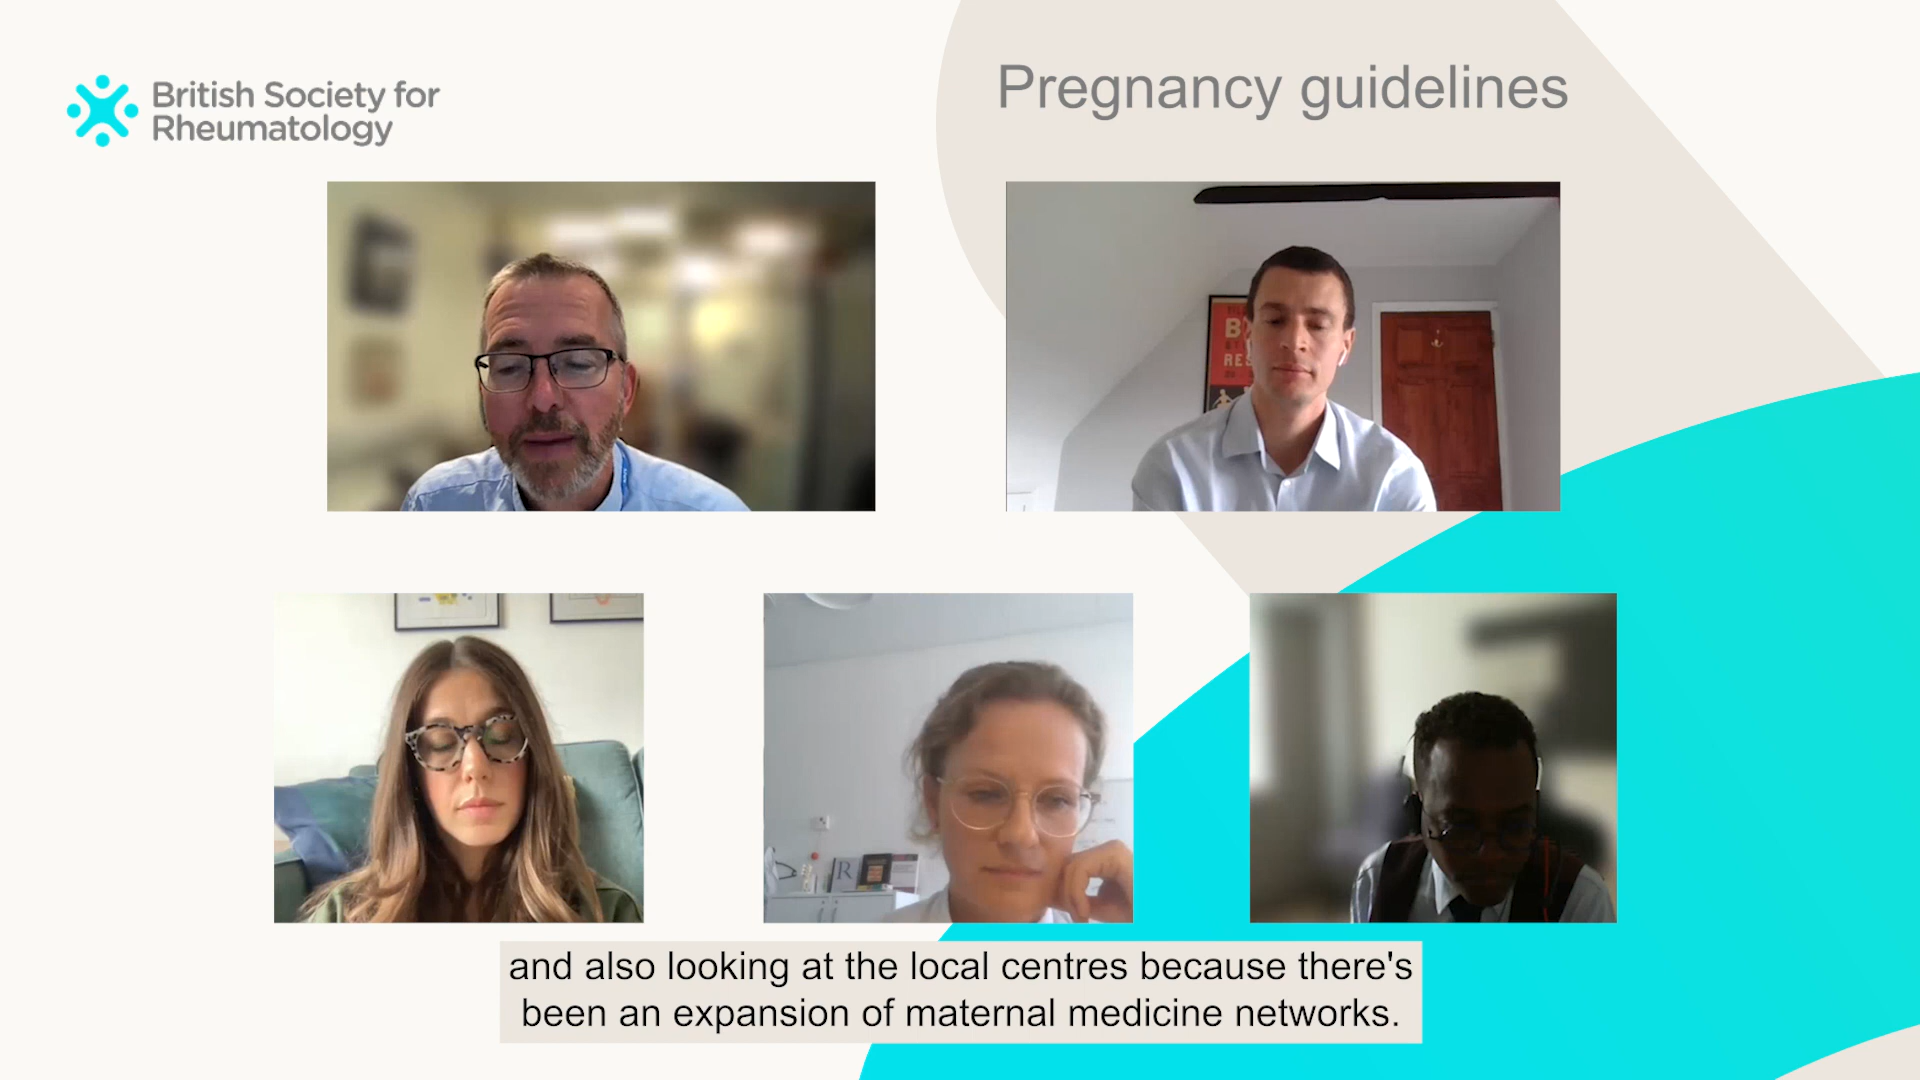 British Society for
Rheumatology
Pregnancy guidelines
R
and also looking at the local centres because there's
been an expansion of maternal medicine networks.